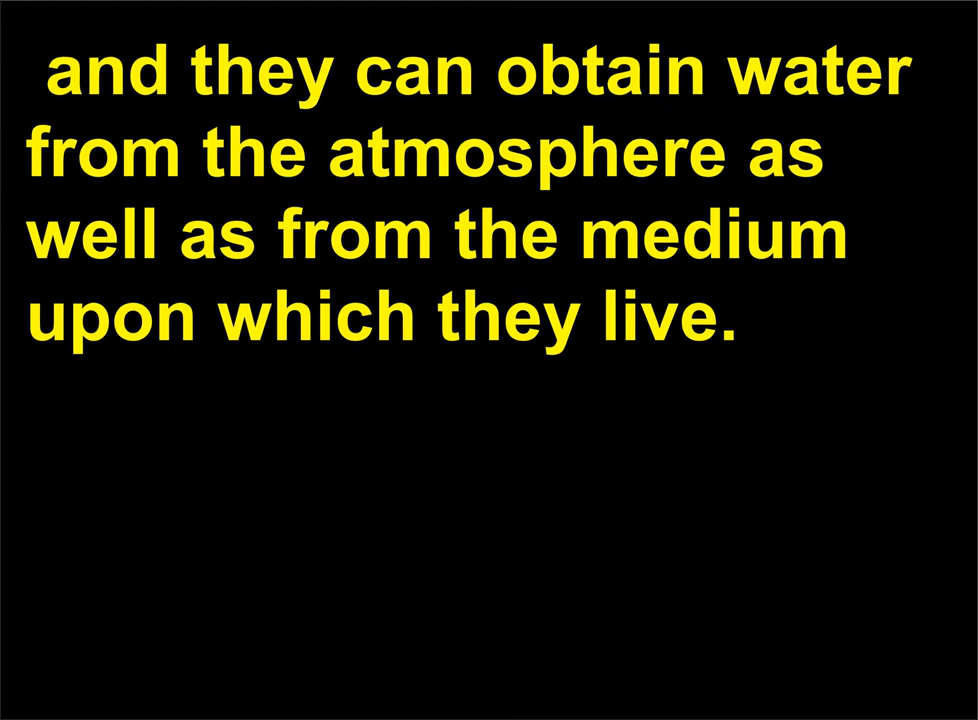 and they can obtain water
from the atmosphere as
well as from the medium
upon which they live.